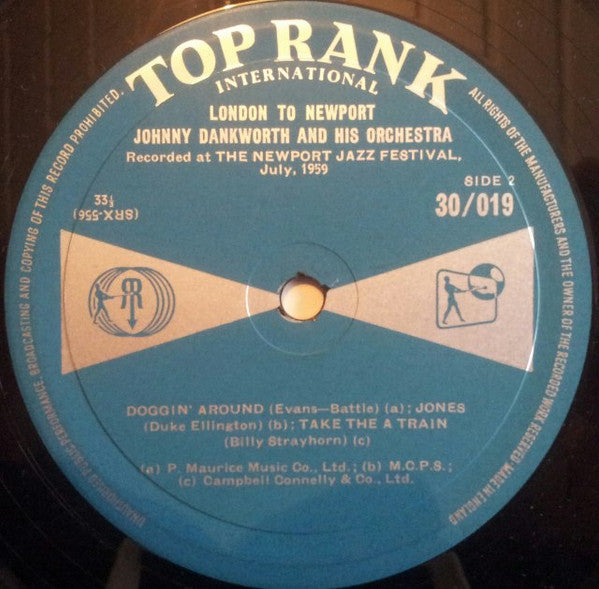 TOP RANK
INTERNATIONAL
LONDON TO NEWPORT
JOHNNY DANKWORTH AND HIS ORCHESTRA
Recorded at THE NEWPORT JAZZ FESTIVAL,
July, 1959
SIDE 2
30/019
33⅓
(SRX-556)
DOGGIN' AROUND (Evans—Battle) (a); JONES
(Duke Ellington) (b); TAKE THE A TRAIN
(Billy Strayhorn) (c)
(a) P. Maurice Music Co., Ltd.; (b) M.C.P.S.;
(c) Campbell Connelly & Co., Ltd.
ALL RIGHTS OF THE MANUFACTURERS AND THE OWNER OF THE RECORDED WORK RESERVED. MADE IN ENGLAND
UNAUTHORISED PUBLIC PERFORMANCE, BROADCASTING AND COPYING OF THIS RECORD PROHIBITED.